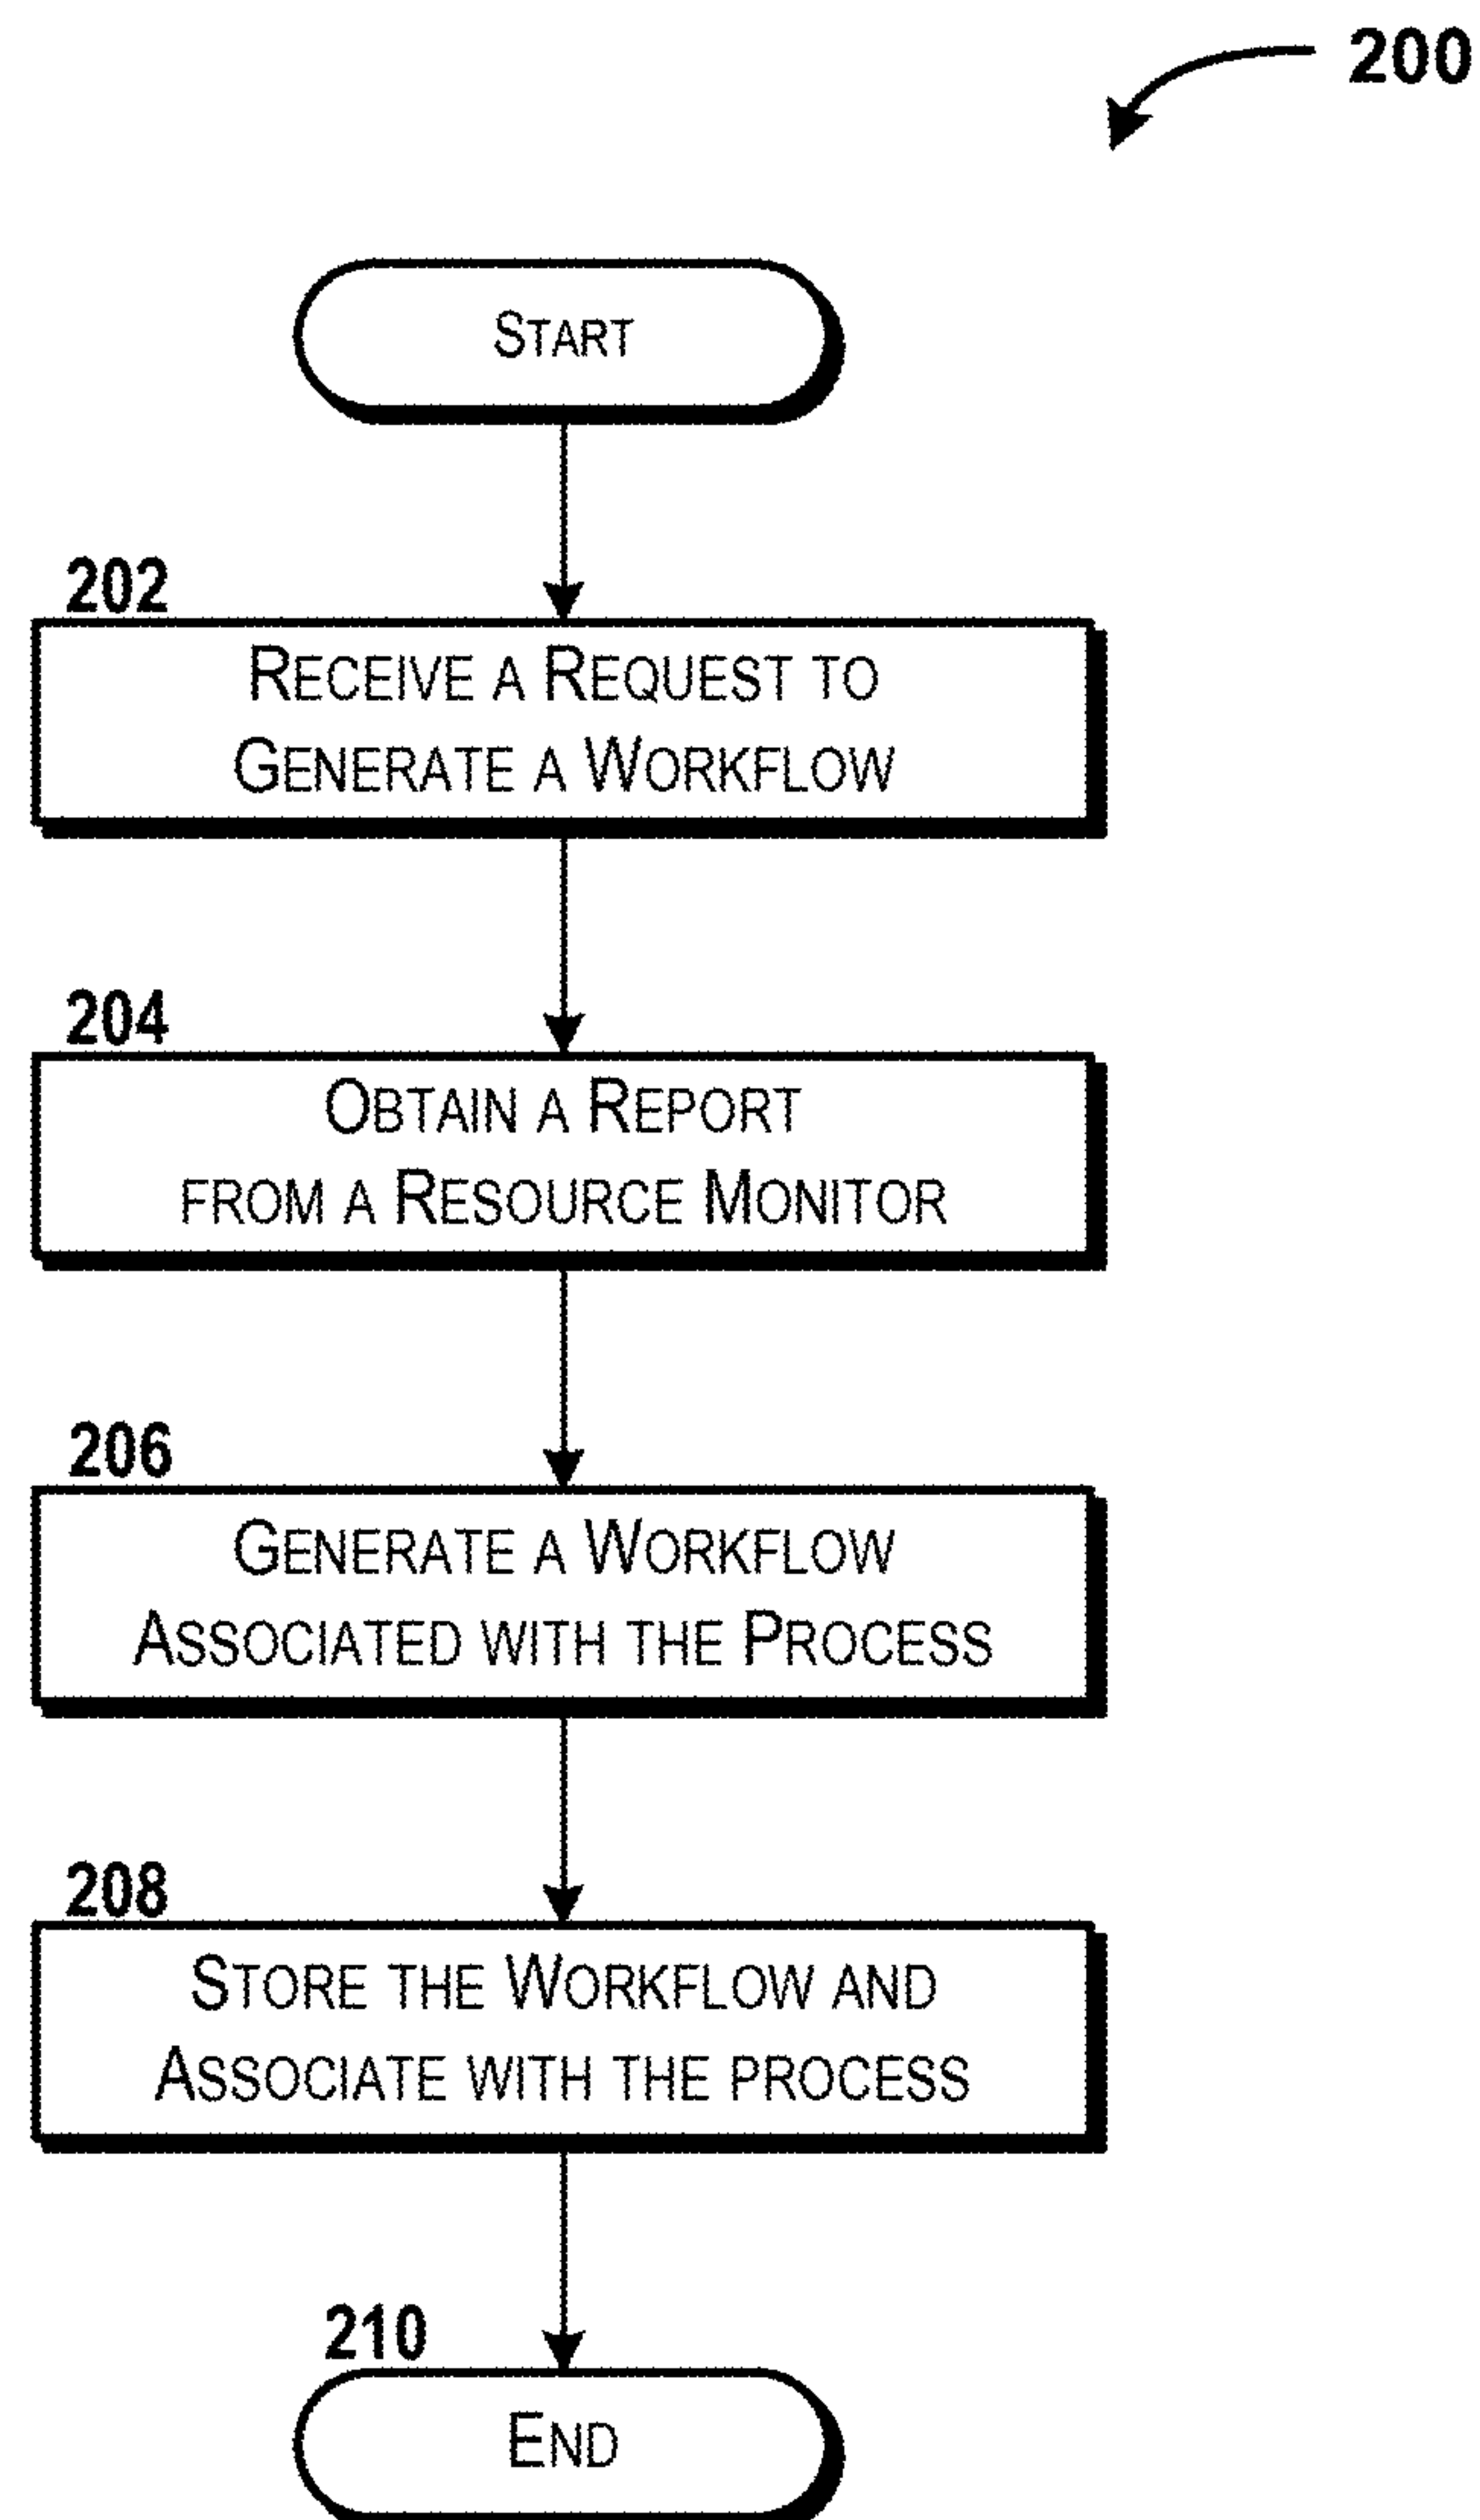 200
START
202
RECEIVE A REQUEST TO
GENERATE A WORKFLOW
204
OBTAIN A REPORT
FROM A RESOURCE MONITOR
206
GENERATE A WORKFLOW
ASSOCIATED WITH THE PROCESS
208
STORE THE WORKFLOW AND
ASSOCIATE WITH THE PROCESS
210
END